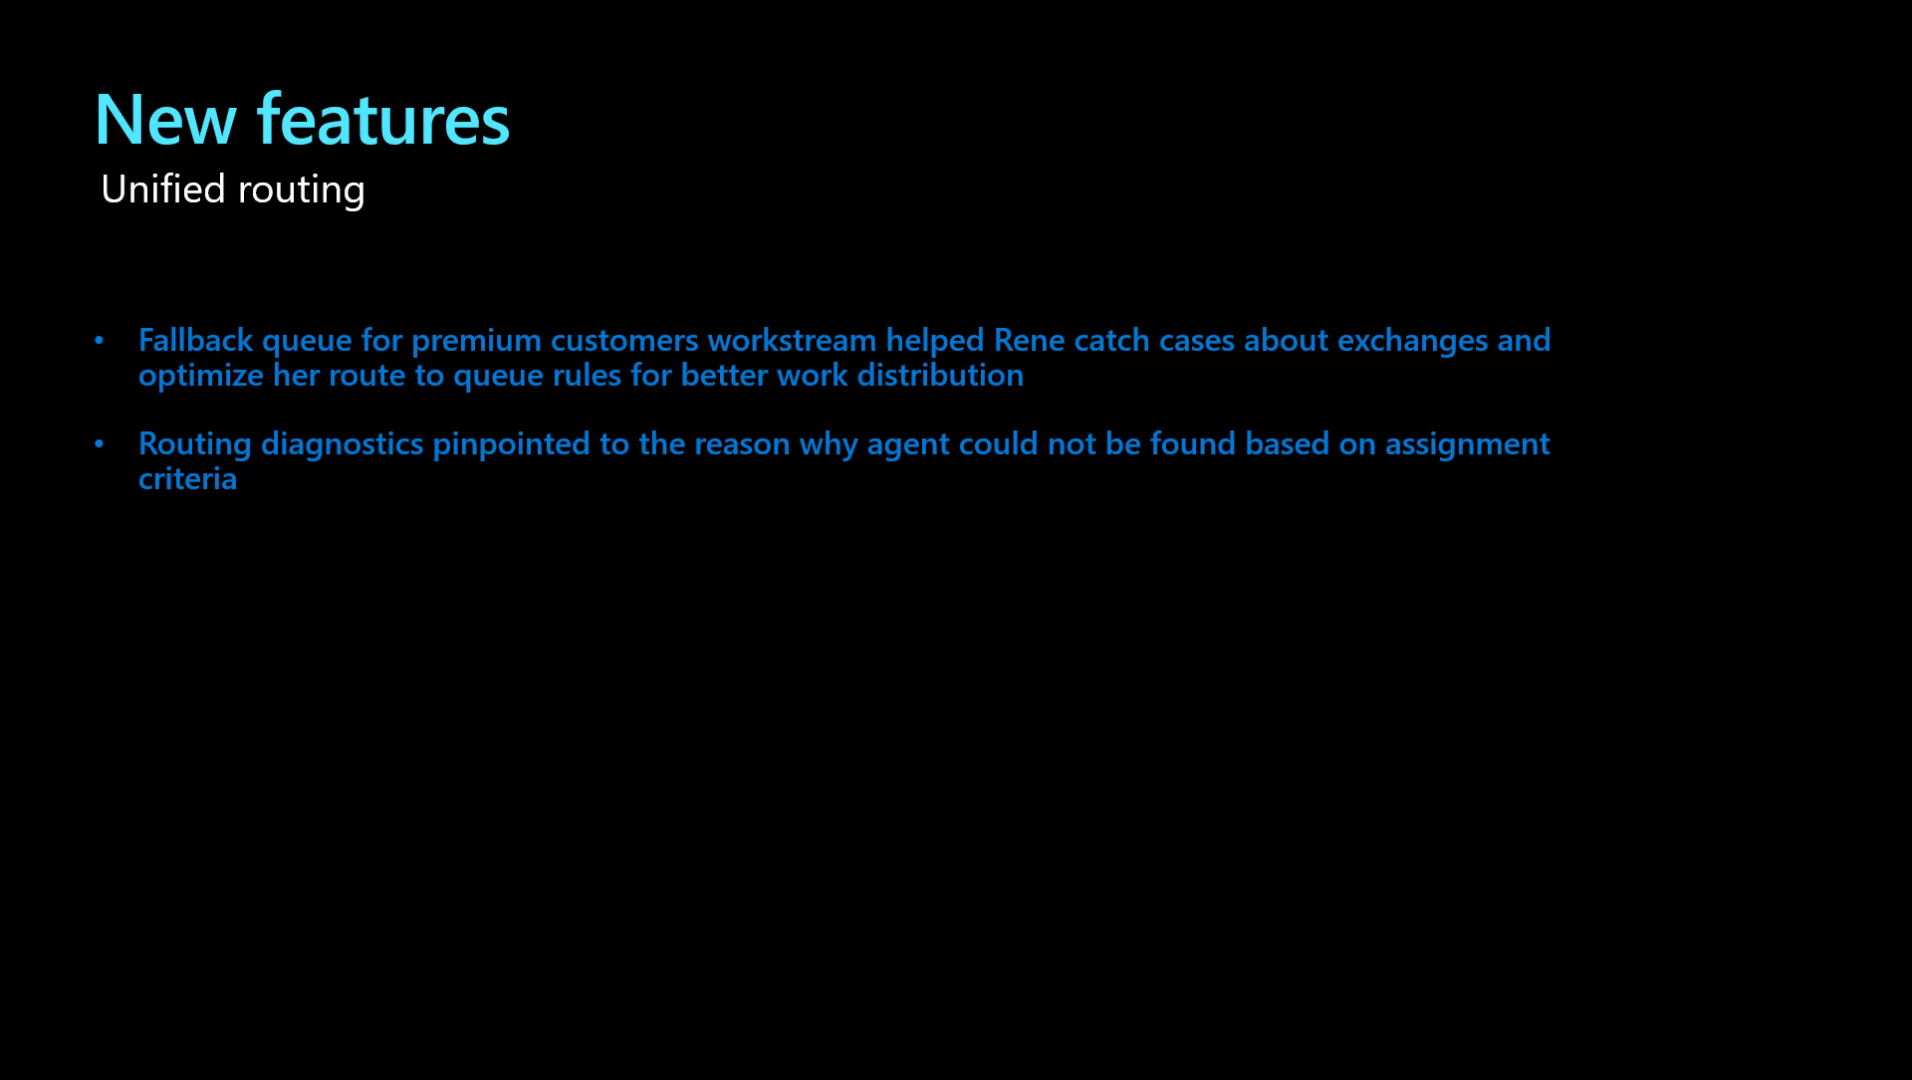 New features
Unified routing
• Fallback queue for premium customers workstream helped Rene catch cases about exchanges and
optimize her route to queue rules for better work distribution
• Routing diagnostics pinpointed to the reason why agent could not be found based on assignment
criteria